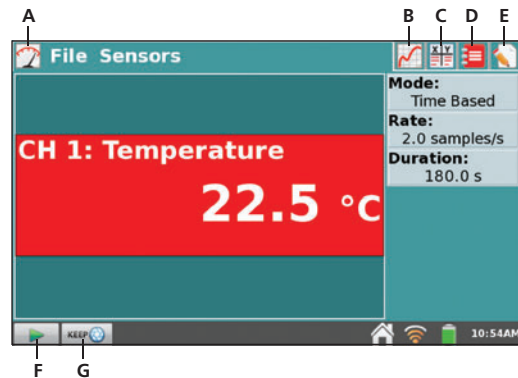 A
B C D E
File Sensors
X Y
Mode:
Time Based
Rate:
2.0 samples/s
Duration:
180.0 s
CH 1: Temperature
22.5 °C
KEEP
10:54AM
F G